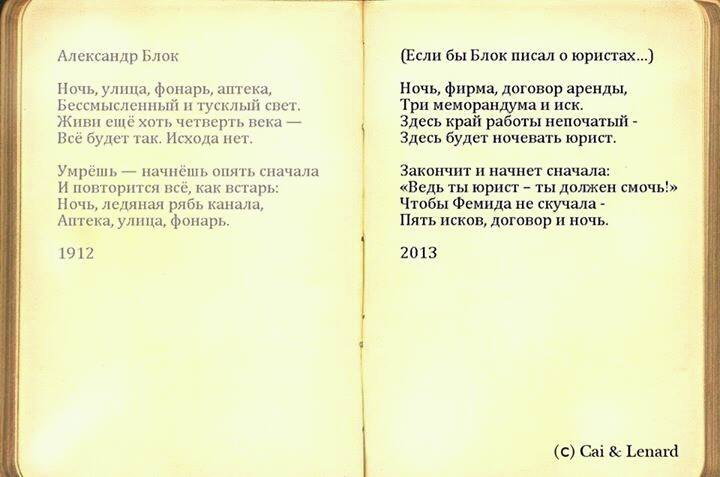 Александр Блок
Ночь, улица, фонарь, аптека,
Бессмысленный и тусклый свет.
Живи ещё хоть четверть века —
Всё будет так. Исхода нет.
Умрёшь — начнёшь опять сначала
И повторится всё, как встарь:
Ночь, ледяная рябь канала,
Аптека, улица, фонарь.
1912
(Если бы Блок писал о юристах...)
Ночь, фирма, договор аренды,
Три меморандума и иск.
Здесь край работы непочатый -
Здесь будет ночевать юрист.
Закончит и начнет сначала:
«Ведь ты юрист – ты должен смочь!»
Чтобы Фемида не скучала -
Пять исков, договор и ночь.
2013
(c) Cai & Lenard